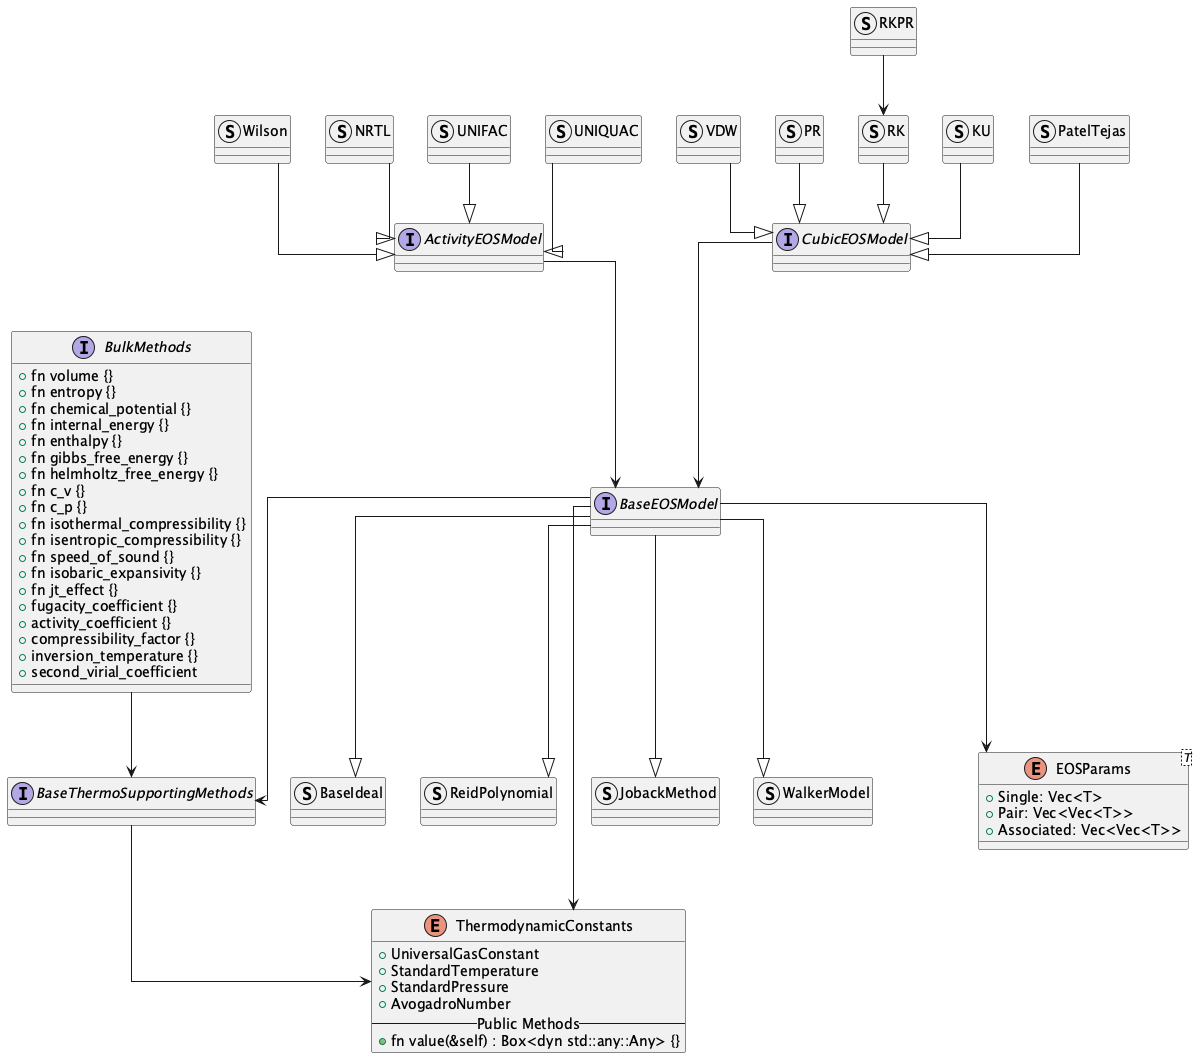 S RKPR
S Wilson
S NRTL
S UNIFAC
S UNIQUAC
S VDW
S PR
S RK
S KU
S PatelTejas
I ActivityEOSModel
I CubicEOSModel
I BulkMethods
fn volume {}
fn entropy {}
fn chemical_potential {}
fn internal_energy {}
fn enthalpy {}
fn gibbs_free_energy {}
fn helmholtz_free_energy {}
fn c_v {}
fn c_p {}
fn isothermal_compressibility {}
fn isentropic_compressibility {}
fn speed_of_sound {}
fn isobaric_expansivity {}
fn jt_effect {}
fugacity_coefficient {}
activity_coefficient {}
compressibility_factor {}
inversion_temperature {}
second_virial_coefficient
I BaseEOSModel
I BaseThermoSupportingMethods
S BaseIdeal
S ReidPolynomial
S JobackMethod
S WalkerModel
T
E EOSParams
Single: Vec<T>
Pair: Vec<Vec<T>>
Associated: Vec<Vec<T>>
E ThermodynamicConstants
UniversalGasConstant
StandardTemperature
StandardPressure
AvogadroNumber
Public Methods
fn value(&self) : Box<dyn std::any::Any> {}